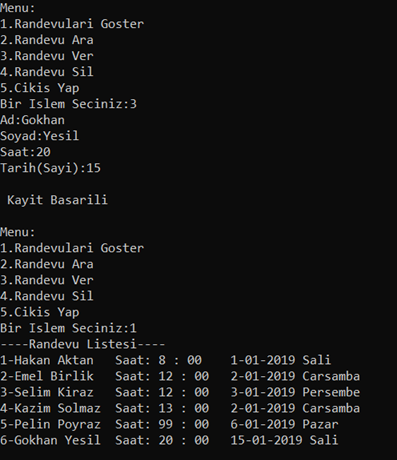 Menu:
1.Randevulari Goster
2.Randevu Ara
3.Randevu Ver
4.Randevu Sil
5.Cikis Yap
Bir Islem Seciniz:3
Ad:Gokhan
Soyad:Yesil
Saat:20
Tarih(Sayi):15
Kayit Basarili
Menu:
1.Randevulari Goster
2.Randevu Ara
3.Randevu Ver
4.Randevu Sil
5.Cikis Yap
Bir Islem Seciniz:1
----Randevu Listesi----
1-Hakan Aktan   Saat: 8 : 00    1-01-2019 Sali
2-Emel Birlik   Saat: 12 : 00   2-01-2019 Carsamba
3-Selim Kiraz   Saat: 12 : 00   3-01-2019 Persembe
4-Kazim Solmaz  Saat: 13 : 00   2-01-2019 Carsamba
5-Pelin Poyraz  Saat: 99 : 00   6-01-2019 Pazar
6-Gokhan Yesil  Saat: 20 : 00   15-01-2019 Sali